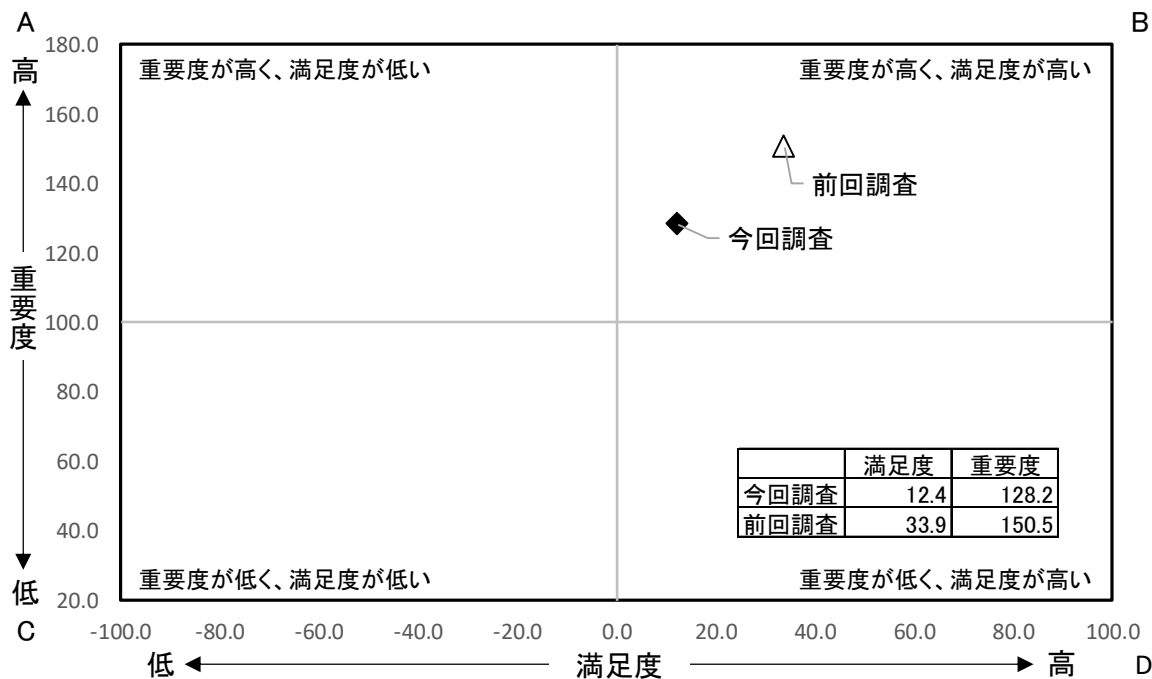 A
B
180.0
高
重要度が高く、満足度が低い
重要度が高く、満足度が高い
160.0
140.0
前回調査
今回調査
120.0
重要度
100.0
80.0
60.0
満足度 重要度
今回調査 12.4 128.2
前回調査 33.9 150.5
40.0
低
重要度が低く、満足度が低い
重要度が低く、満足度が高い
20.0
C
-100.0 -80.0 -60.0 -40.0 -20.0 0.0 20.0 40.0 60.0 80.0 100.0
低 満足度 高
D